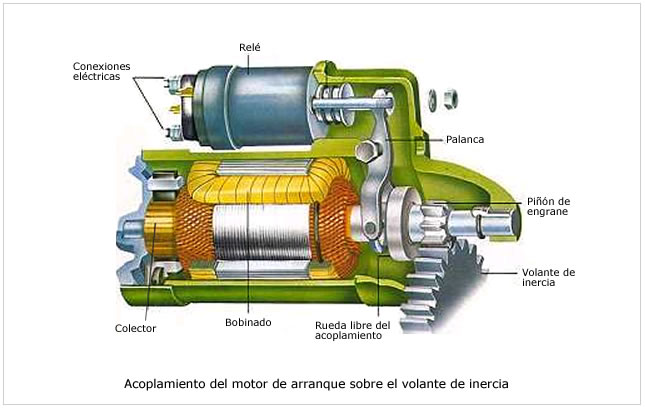 Relé
Conexiones
eléctricas
Palanca
Piñón de
engrane
Volante de
inercia
Colector
Bobinado
Rueda libre del
acoplamiento
Acoplamiento del motor de arranque sobre el volante de inercia